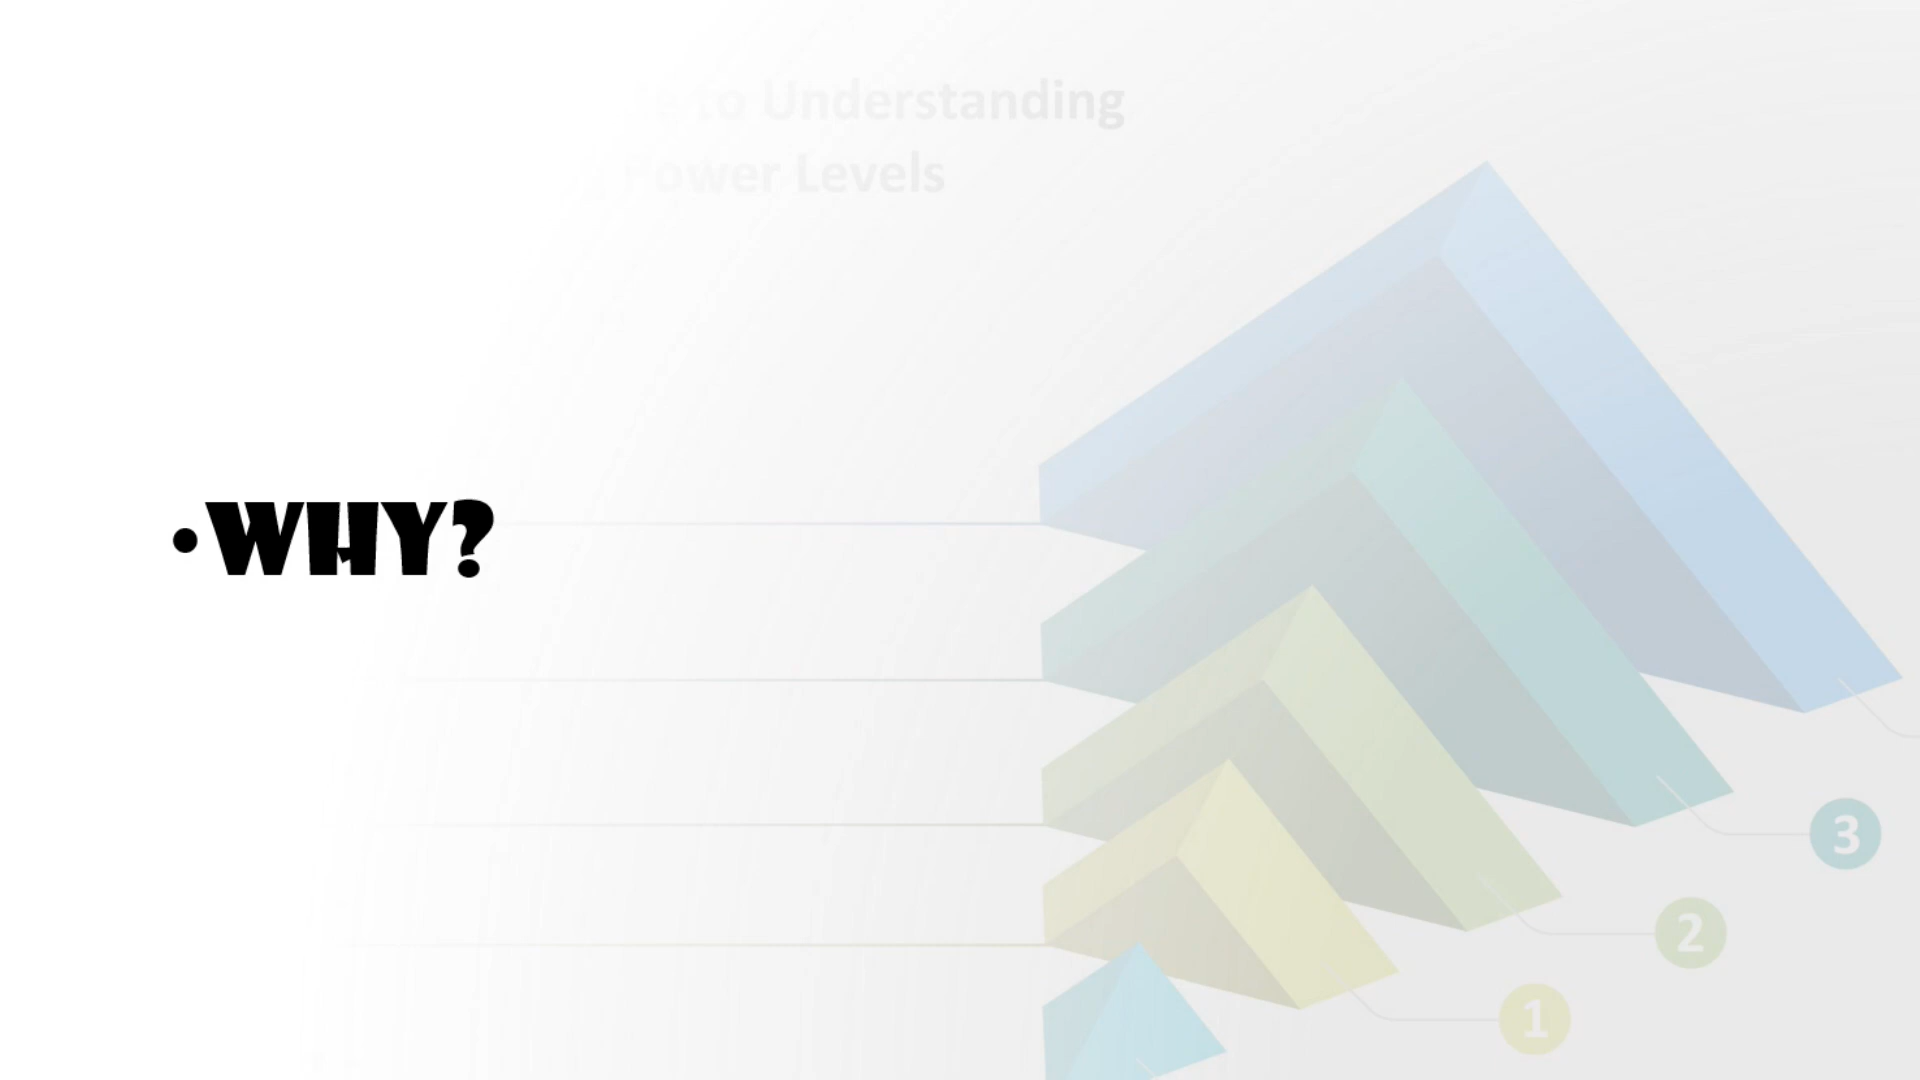 to Understanding
Power Levels
•WHY?
3
2
1